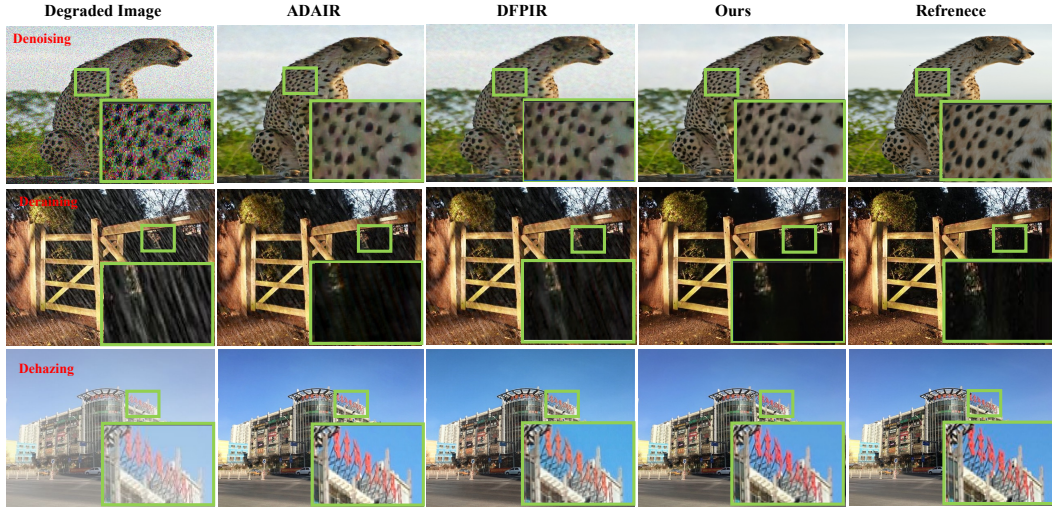 Degraded Image ADAIR DFPIR Ours Refrenece
Denoising
Deraining
Dehazing